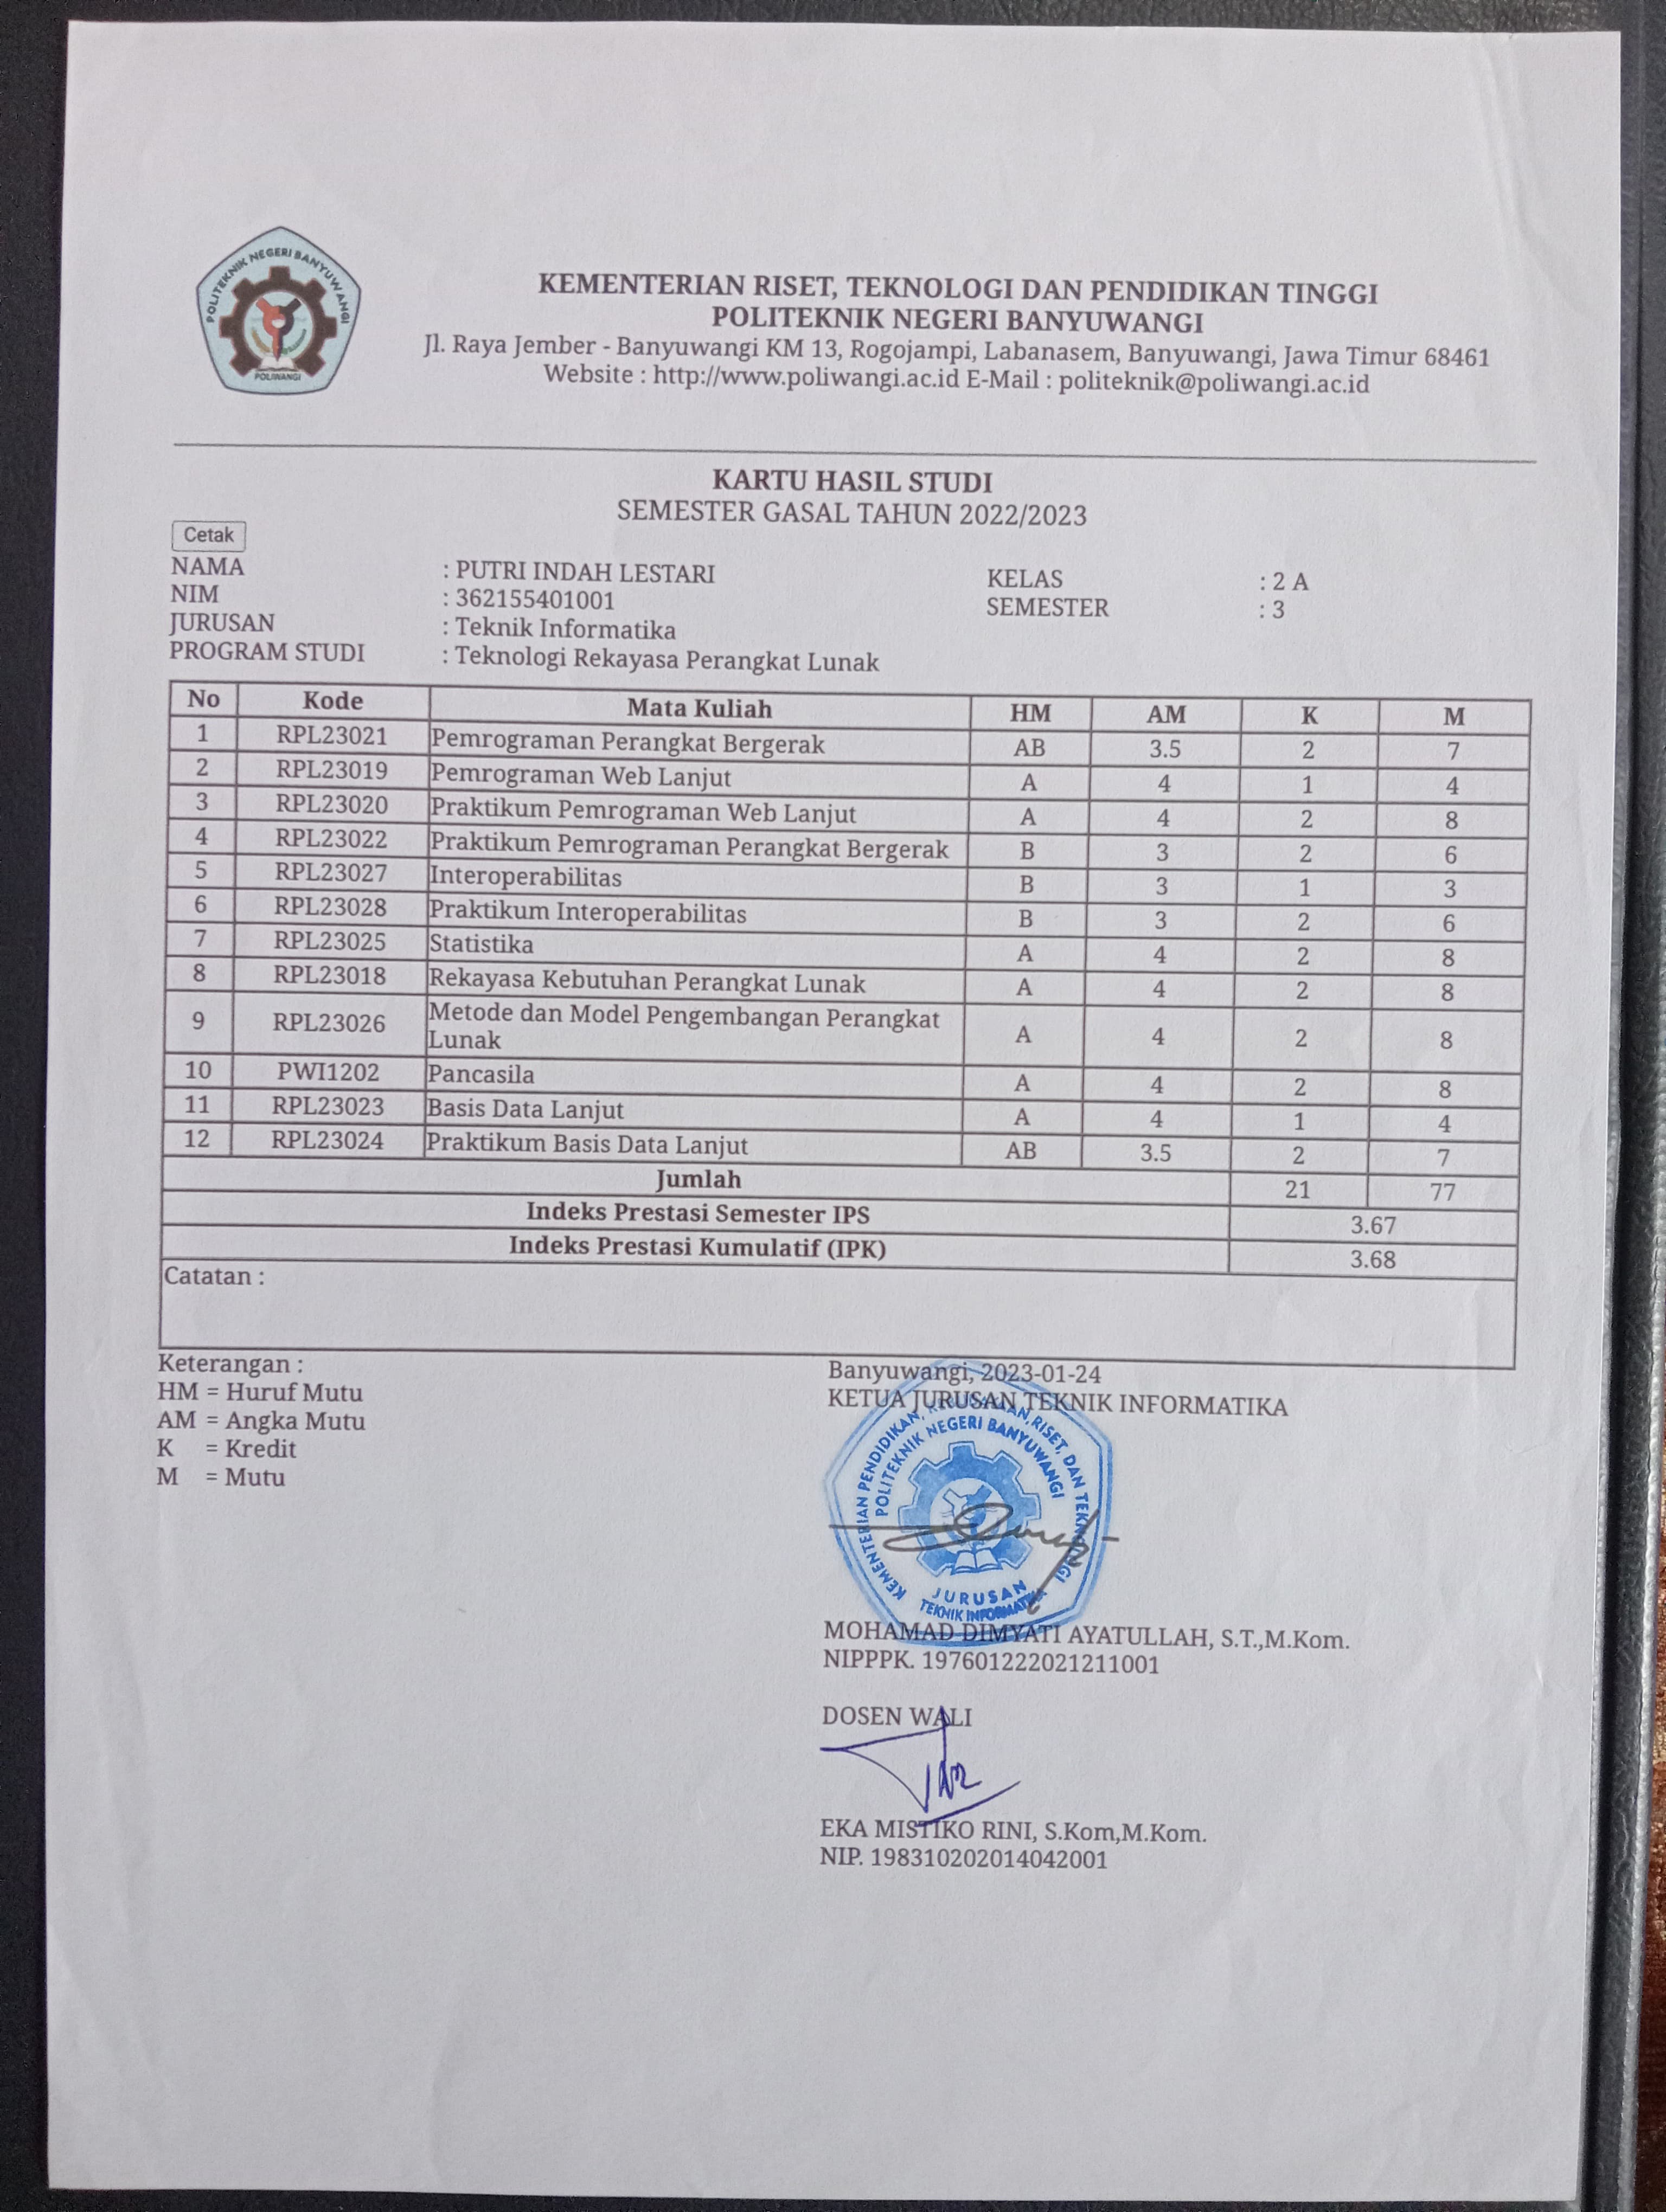 POLITEKNIK NEGERI BANYUWANGI
POLIWANGI
KEMENTERIAN RISET, TEKNOLOGI DAN PENDIDIKAN TINGGI
POLITEKNIK NEGERI BANYUWANGI
Jl. Raya Jember - Banyuwangi KM 13, Rogojampi, Labanasem, Banyuwangi, Jawa Timur 68461
Website : http://www.poliwangi.ac.id E-Mail : politeknik@poliwangi.ac.id
KARTU HASIL STUDI
SEMESTER GASAL TAHUN 2022/2023
Cetak
NAMA : PUTRI INDAH LESTARI KELAS : 2 A
NIM : 362155401001 SEMESTER : 3
JURUSAN : Teknik Informatika
PROGRAM STUDI : Teknologi Rekayasa Perangkat Lunak
No Kode Mata Kuliah HM AM K M
1 RPL23021 Pemrograman Perangkat Bergerak AB 3.5 2 7
2 RPL23019 Pemrograman Web Lanjut A 4 1 4
3 RPL23020 Praktikum Pemrograman Web Lanjut A 4 2 8
4 RPL23022 Praktikum Pemrograman Perangkat Bergerak B 3 2 6
5 RPL23027 Interoperabilitas B 3 1 3
6 RPL23028 Praktikum Interoperabilitas B 3 2 6
7 RPL23025 Statistika A 4 2 8
8 RPL23018 Rekayasa Kebutuhan Perangkat Lunak A 4 2 8
9 RPL23026 Metode dan Model Pengembangan Perangkat
Lunak A 4 2 8
10 PWI1202 Pancasila A 4 2 8
11 RPL23023 Basis Data Lanjut A 4 1 4
12 RPL23024 Praktikum Basis Data Lanjut AB 3.5 2 7
Jumlah 21 77
Indeks Prestasi Semester IPS 3.67
Indeks Prestasi Kumulatif (IPK) 3.68
Catatan :
Keterangan :
HM = Huruf Mutu
AM = Angka Mutu
K = Kredit
M = Mutu
Banyuwangi, 2023-01-24
KETUA JURUSAN TEKNIK INFORMATIKA
KEMENTERIAN PENDIDIKAN, RISET, DAN TEKNOLOGI
POLITEKNIK NEGERI BANYUWANGI
JURUSAN
TEKNIK INFORMATIKA
MOHAMAD DIMYATI AYATULLAH, S.T.,M.Kom.
NIPPPK. 197601222021211001
DOSEN WALI
EKA MISTIKO RINI, S.Kom,M.Kom.
NIP. 198310202014042001